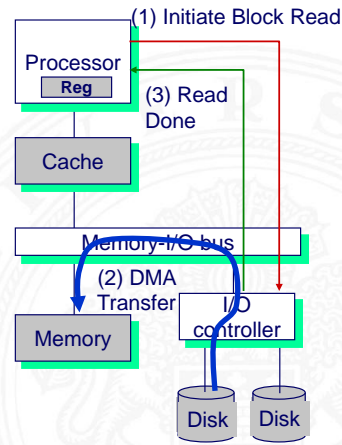 (1) Initiate Block Read
Processor
Reg
(3) Read
Done
Cache
Memory-I/O bus
(2) DMA
Transfer
I/O
controller
Memory
Disk
Disk